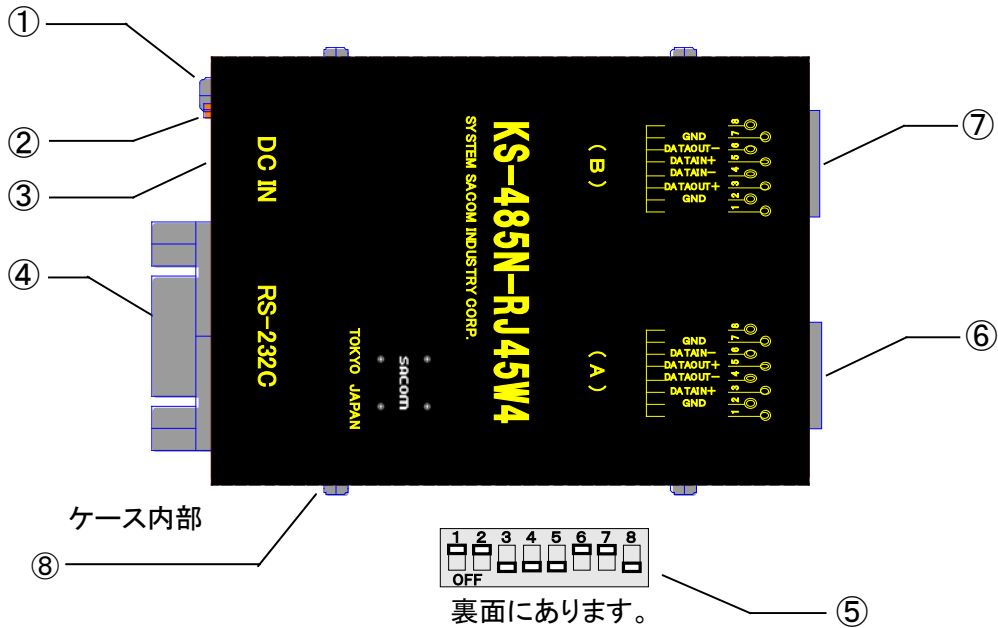 ①
②
③
④
⑧
DC IN
RS-232C
KS-485N-RJ45W4
SYSTEM SACOM INDUSTRY CORP.
TOKYO JAPAN
SACOM
(B)
8
GND 7
DATAOUT- 6
DATAIN+ 5
DATAIN- 4
DATAOUT+ 3
GND 2
1
(A)
8
GND 7
DATAIN- 6
DATAOUT+ 5
DATAOUT- 4
DATAIN+ 3
GND 2
1
⑦
⑥
ケース内部
1 2 3 4 5 6 7 8
OFF
裏面にあります。
⑤